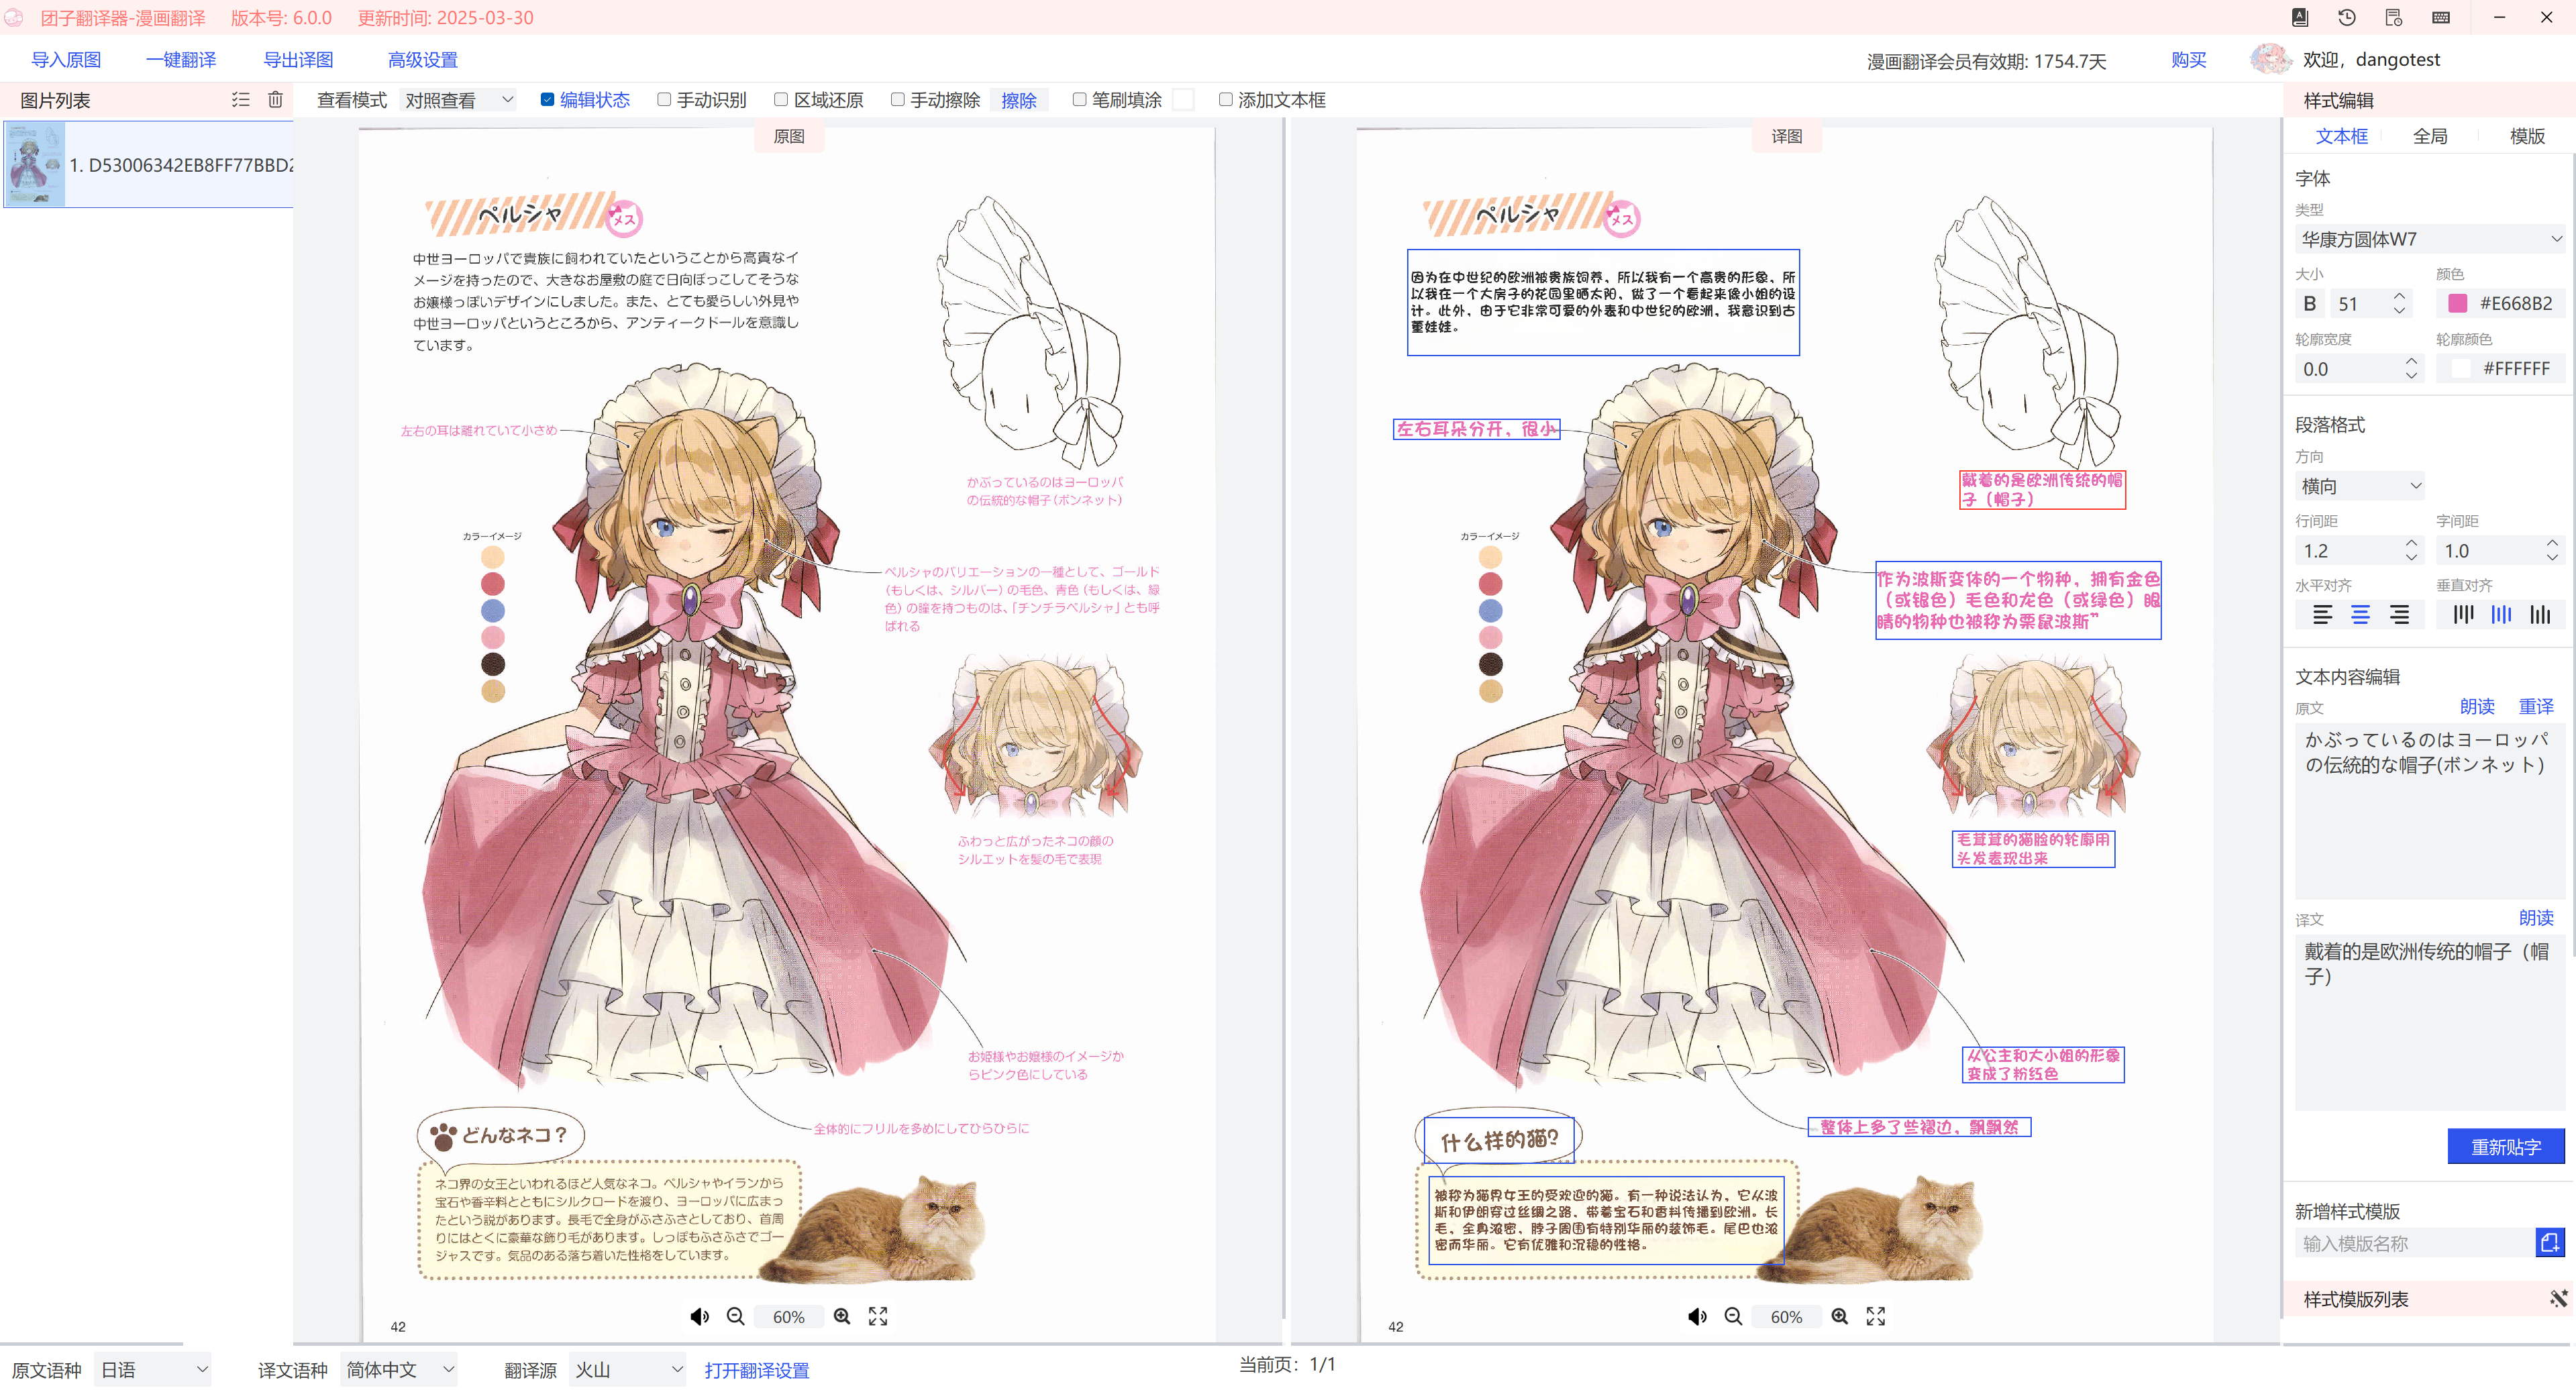 团子翻译器-漫画翻译 版本号: 6.0.0 更新时间: 2025-03-30
导入原图 一键翻译 导出译图 高级设置 漫画翻译会员有效期: 1754.7天 购买 欢迎，dangotest
图片列表 查看模式 对照查看 编辑状态 手动识别 区域还原 手动擦除 擦除 笔刷填涂 添加文本框 样式编辑
1. D53006342EB8FF77BBD2
原图
ペルシャ
メス
中世ヨーロッパで貴族に飼われていたということから高貴なイ
メージを持ったので、大きなお屋敷の庭で日向ぼっこしてそうな
お嬢様っぽいデザインにしました。また、とても愛らしい外見や
中世ヨーロッパというところから、アンティークドールを意識し
ています。
左右の耳は離れていて小さめ
かぶっているのはヨーロッパ
の伝統的な帽子（ボンネット）
カラーイメージ
ペルシャのバリエーションの一種として、ゴールド
（もしくは、シルバー）の毛色、青色（もしくは、緑
色）の瞳を持つものは、「チンチラペルシャ」とも呼
ばれる
ふわっと広がったネコの顔の
シルエットを髪の毛で表現
お姫様やお嬢様のイメージか
らピンク色にしている
全体的にフリルを多めにしてひらひらに
どんなネコ？
ネコ界の女王といわれるほど人気なネコ。ペルシャやイランから
宝石や香辛料とともにシルクロードを渡り、ヨーロッパに広まっ
たという説があります。長毛で全身がふさふさとしており、首周
りにはとくに豪華な飾り毛があります。しっぽもふさふさでゴー
ジャスです。気品のある落ち着いた性格をしています。
60%
42
译图
ペルシャ
メス
因为在中世纪的欧洲被贵族饲养，所以我有一个高贵的形象，所
以我在一个大房子的花园里晒太阳，做了一个看起来像小姐的设
计。此外，由于它非常可爱的外表和中世纪的欧洲，我意识到古
董娃娃。
左右耳朵分开，很小
戴着的是欧洲传统的帽
子（帽子）
カラーイメージ
作为波斯变体的一个物种，拥有金色
（或银色）毛色和龙色（或绿色）眼
睛的物种也被称为栗鼠波斯”
毛茸茸的猫脸的轮廓用
头发表现出来
从公主和大小姐的形象
变成了粉红色
整体上多了些褶边，飘飘然
什么样的猫?
被称为猫界女王的受欢迎的猫。有一种说法认为，它从波
斯和伊朗穿过丝绸之路，带着宝石和香料传播到欧洲。长
毛，全身浓密，脖子周围有特别华丽的装饰毛。尾巴也浓
密而华丽。它有优雅和沉稳的性格。
60%
42
文本框 全局 模版
字体
类型
华康方圆体W7
大小 颜色
B 51 #E668B2
轮廓宽度 轮廓颜色
0.0 #FFFFFF
段落格式
方向
横向
行间距 字间距
1.2 1.0
水平对齐 垂直对齐
文本内容编辑
原文 朗读 重译
かぶっているのはヨーロッパ
の伝統的な帽子(ボンネット)
译文 朗读
戴着的是欧洲传统的帽子（帽
子）
重新贴字
新增样式模版
输入模版名称
样式模版列表
原文语种 日语 译文语种 简体中文 翻译源 火山 打开翻译设置 当前页: 1/1